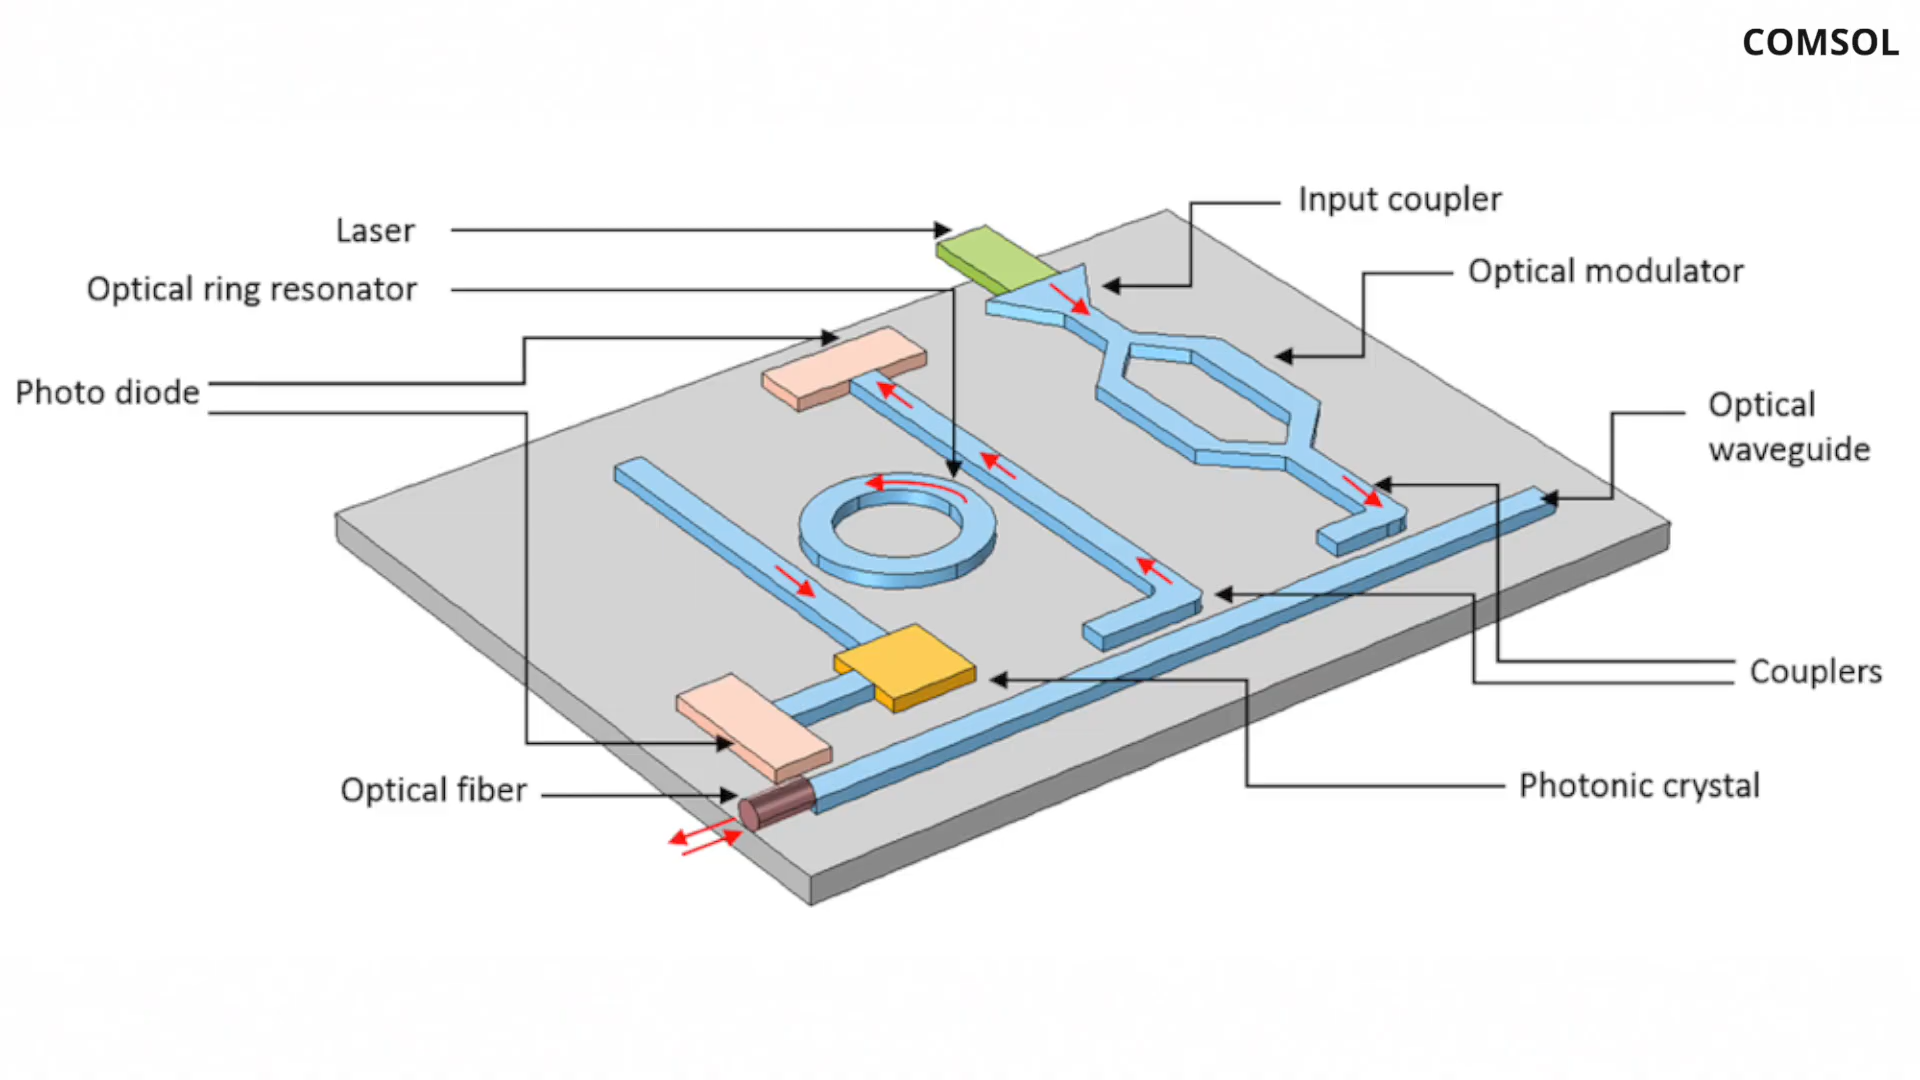 COMSOL
Input coupler
Laser
Optical modulator
Optical ring resonator
Photo diode
Optical
waveguide
Couplers
Optical fiber
Photonic crystal